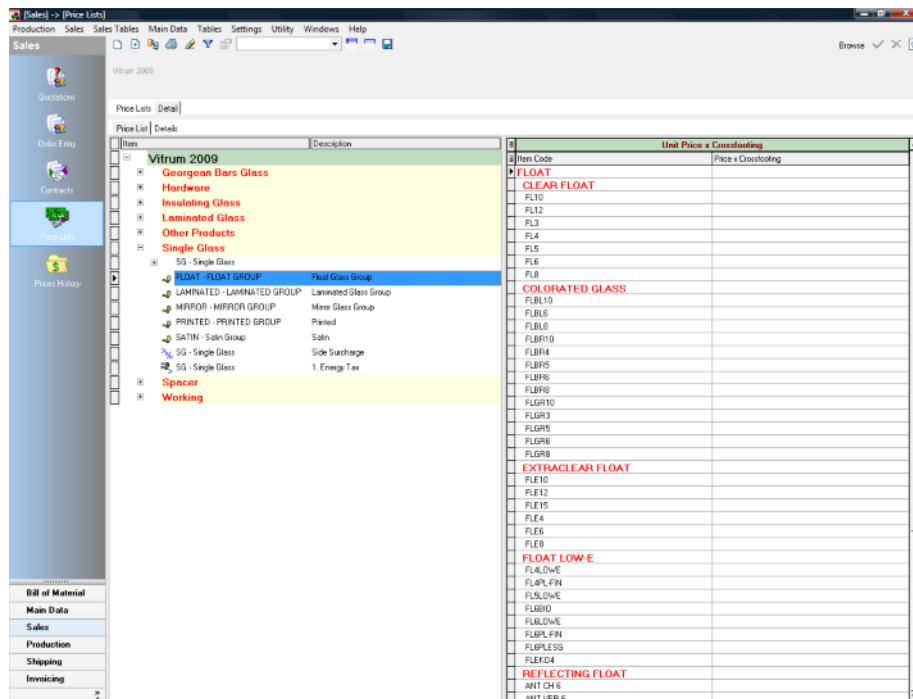 [Sales] -> [Price Lists]
Production Sales Sales Tables Main Data Tables Settings Utility Windows Help
Sales
Browse
Vitrum 2009
Quotations
Order Entry
Contracts
Price Lists
Prices History
Price Lists Detail
Price List Details
Item Description
Vitrum 2009
Georgean Bars Glass
Hardware
Insulating Glass
Laminated Glass
Other Products
Single Glass
SG - Single Glass
FLOAT - FLOAT GROUP Float Glass Group
LAMINATED - LAMINATED GROUP Laminated Glass Group
MIRROR - MIRROR GROUP Mirror Glass Group
PRINTED - PRINTED GROUP Printed
SATIN - Satin Group Satin
SG - Single Glass Side Surcharge
SG - Single Glass 1. Energy Tax
Spacer
Working
Unit Price x Crossfooting
Item Code Price x Crossfooting
FLOAT
CLEAR FLOAT
FL10
FL12
FL3
FL4
FL5
FL6
FL8
COLORATED GLASS
FLBL10
FLBL6
FLBL8
FLBR10
FLBR4
FLBR5
FLBR6
FLBR8
FLGR10
FLGR3
FLGR5
FLGR6
FLGR8
EXTRACLEAR FLOAT
FLE10
FLE12
FLE15
FLE4
FLE6
FLE8
FLOAT LOW-E
FL4LOWE
FL4PL-FIN
FL5LOWE
FL6BIO
FL6LOWE
FL6PL-FIN
FL6PLESG
FLEK04
REFLECTING FLOAT
ANT CH 6
ANT VER 6
Bill of Material
Main Data
Sales
Production
Shipping
Invoicing